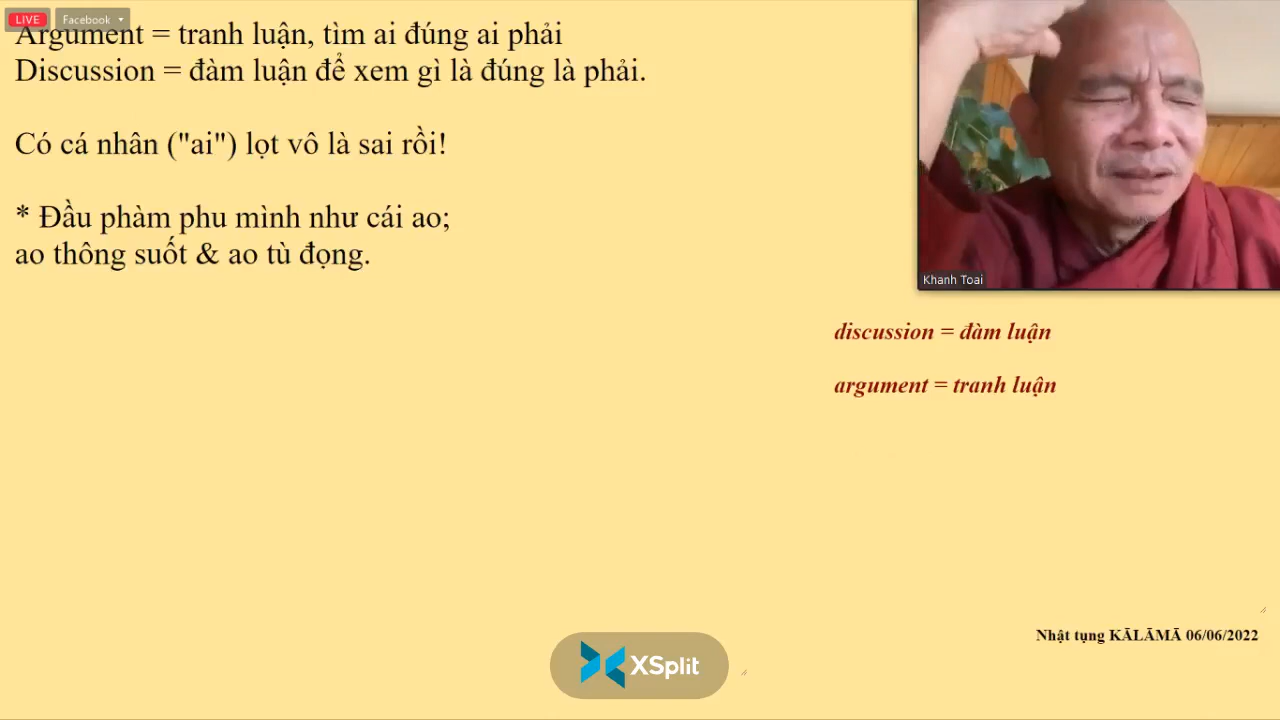 LIVE
Facebook
Argument = tranh luận, tìm ai đúng ai phải
Discussion = đàm luận để xem gì là đúng là phải.
Có cá nhân ("ai") lọt vô là sai rồi!
* Đầu phàm phu mình như cái ao;
ao thông suốt & ao tù đọng.
Khanh Toai
discussion = đàm luận
argument = tranh luận
Nhật tụng KĀLĀMĀ 06/06/2022
XSplit